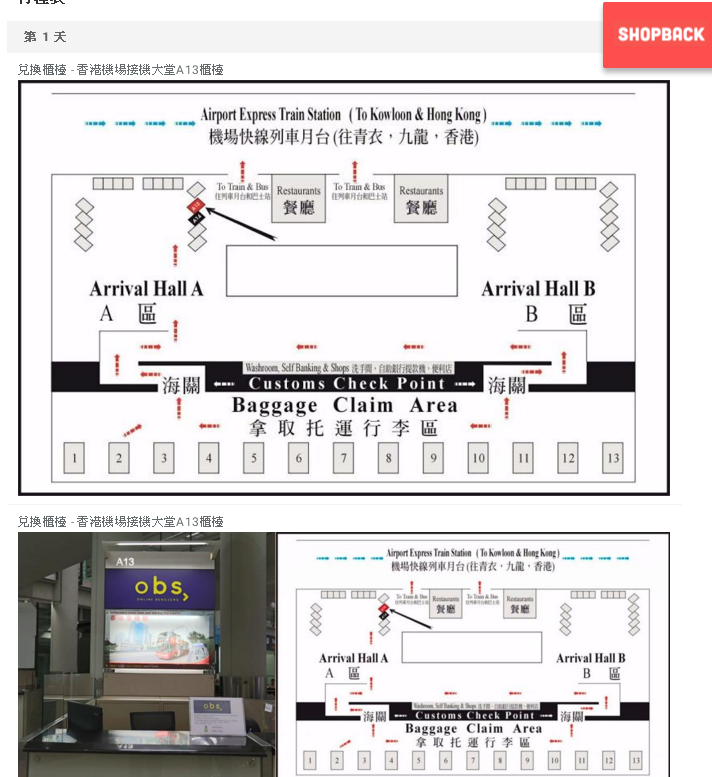 第 1 天
SHOPBACK
兌換櫃檯 - 香港機場接機大堂A13櫃檯
Airport Express Train Station ( To Kowloon & Hong Kong )
機場快線列車月台(往青衣，九龍，香港)
To Train & Bus
往列車月台和巴士站
Restaurants
餐廳
To Train & Bus
往列車月台和巴士站
Restaurants
餐廳
A13
A14
Arrival Hall A
A 區
Arrival Hall B
B 區
Washroom, Self Banking & Shops 洗手間，自助銀行提款機，便利店
海關
Customs Check Point
海關
Baggage Claim Area
拿取托運行李區
1 2 3 4 5 6 7 8 9 10 11 12 13
兌換櫃檯 - 香港機場接機大堂A13櫃檯
A13
obs
obs
Airport Express Train Station ( To Kowloon & Hong Kong )
機場快線列車月台(往青衣，九龍，香港)
To Train & Bus
往列車月台和巴士站
Restaurants
餐廳
To Train & Bus
往列車月台和巴士站
Restaurants
餐廳
Arrival Hall A
A 區
Arrival Hall B
B 區
Washroom, Self Banking & Shops 洗手間，自助銀行提款機，便利店
海關
Customs Check Point
海關
Baggage Claim Area
拿取托運行李區
1 2 3 4 5 6 7 8 9 10 11 12 13